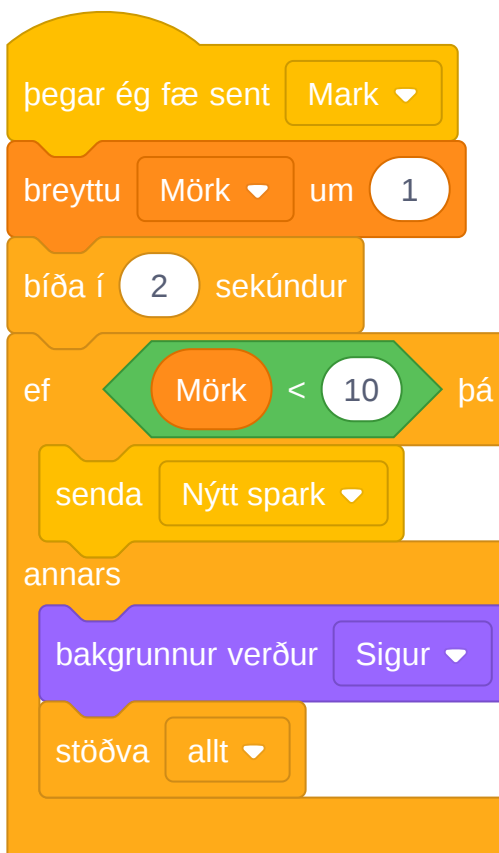 þegar ég fæ sent Mark
breyttu Mörk um 1
bíða í 2 sekúndur
ef Mörk < 10 þá
senda Nýtt spark
annars
bakgrunnur verður Sigur
stöðva allt